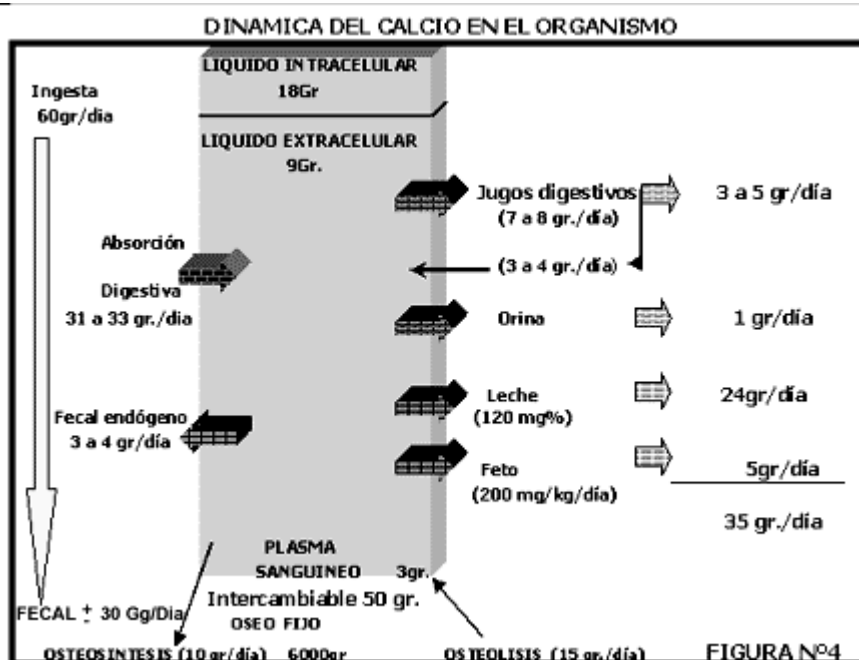 DINAMICA DEL CALCIO EN EL ORGANISMO
LIQUIDO INTRACELULAR
18Gr
Ingesta
60gr/dia
LIQUIDO EXTRACELULAR
9Gr.
Jugos digestivos
(7 a 8 gr./día)
3 a 5 gr/día
(3 a 4 gr./día)
Absorción
Digestiva
31 a 33 gr./dia
Orina
1 gr/día
Leche
(120 mg%)
24gr/día
Fecal endógeno
3 a 4 gr/día
Feto
(200 mg/kg/día)
5gr/día
35 gr./día
PLASMA
SANGUINEO 3gr.
Intercambiable 50 gr.
FECAL ± 30 Gg/Dia
OSEO FIJO
OSTEOSINTESIS (10 gr/día) 6000gr OSTEOLISIS (15 gr./día) FIGURA Nº4